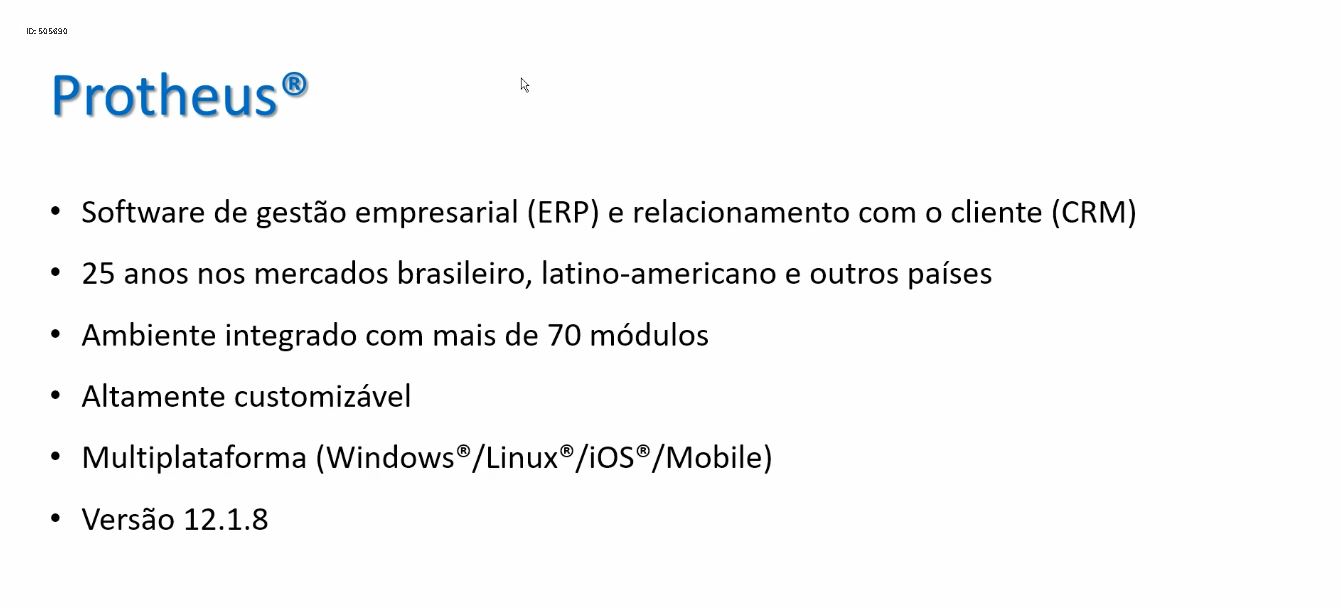 ID: 505690
Protheus®
• Software de gestão empresarial (ERP) e relacionamento com o cliente (CRM)
• 25 anos nos mercados brasileiro, latino-americano e outros países
• Ambiente integrado com mais de 70 módulos
• Altamente customizável
• Multiplataforma (Windows®/Linux®/iOS®/Mobile)
• Versão 12.1.8